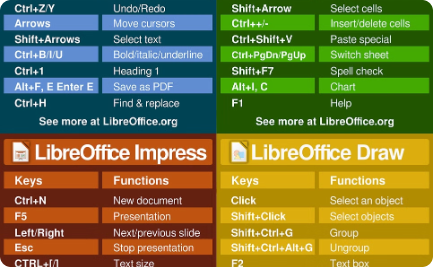 Ctrl+Z/Y Undo/Redo
Arrows Move cursors
Shift+Arrows Select text
Ctrl+B/I/U Bold/italic/underline
Ctrl+1 Heading 1
Alt+F, E Enter E Save as PDF
Ctrl+H Find & replace
See more at LibreOffice.org
Shift+Arrow Select cells
Ctrl++/- Insert/delete cells
Ctrl+Shift+V Paste special
Ctrl+PgDn/PgUp Switch sheet
Shift+F7 Spell check
Alt+I, C Chart
F1 Help
See more at LibreOffice.org
LibreOffice Impress
Keys Functions
Ctrl+N New document
F5 Presentation
Left/Right Next/previous slide
Esc Stop presentation
CTRL+[/] Text size
LibreOffice Draw
Keys Functions
Click Select an object
Shift+Click Select objects
Shift+Ctrl+G Group
Shift+Ctrl+Alt+G Ungroup
F2 Text box